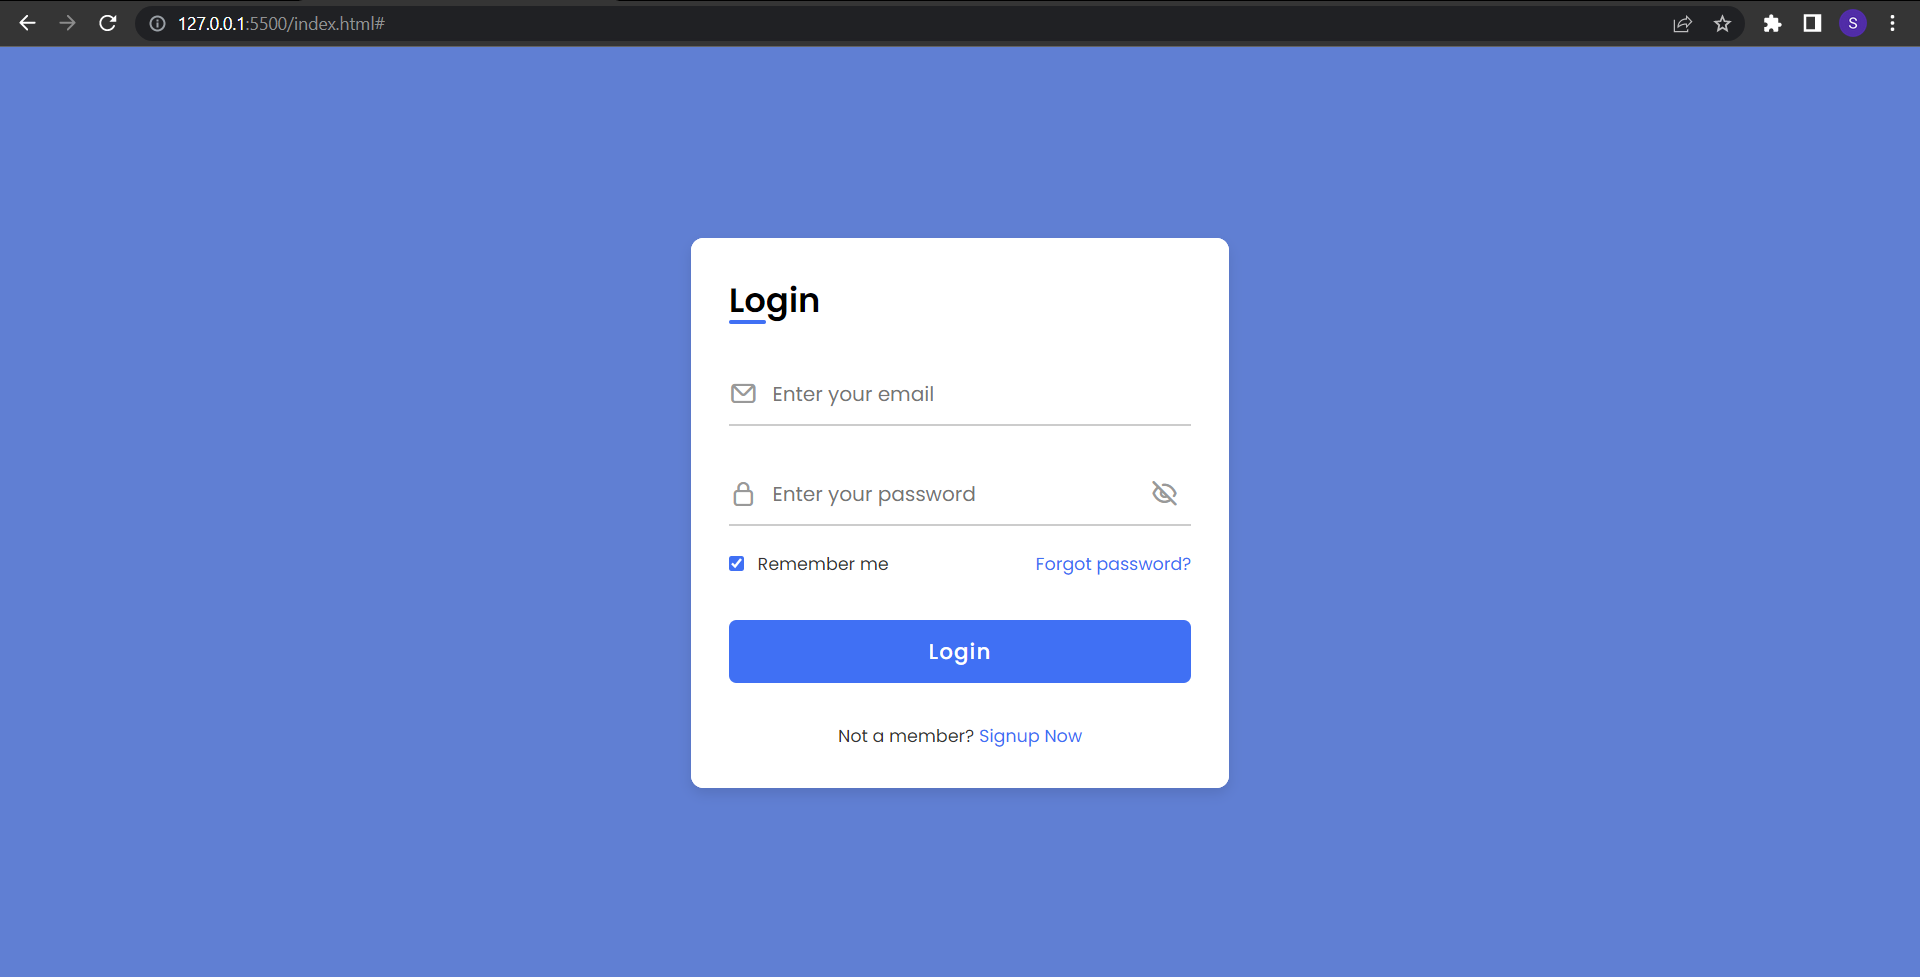 127.0.0.1:5500/index.html#
S
Login
Enter your email
Enter your password
Remember me Forgot password?
Login
Not a member? Signup Now